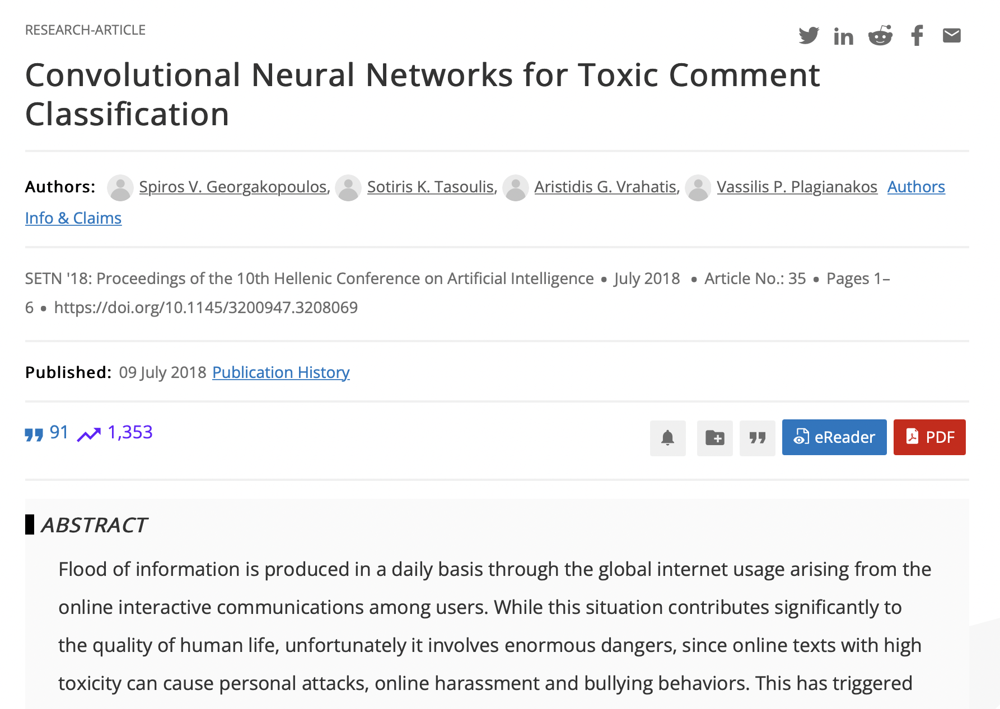 RESEARCH-ARTICLE
Convolutional Neural Networks for Toxic Comment
Classification
Authors: Spiros V. Georgakopoulos, Sotiris K. Tasoulis, Aristidis G. Vrahatis, Vassilis P. Plagianakos Authors
Info & Claims
SETN '18: Proceedings of the 10th Hellenic Conference on Artificial Intelligence • July 2018 • Article No.: 35 • Pages 1–
6 • https://doi.org/10.1145/3200947.3208069
Published: 09 July 2018 Publication History
91 1,353 eReader PDF
ABSTRACT
Flood of information is produced in a daily basis through the global internet usage arising from the
online interactive communications among users. While this situation contributes significantly to
the quality of human life, unfortunately it involves enormous dangers, since online texts with high
toxicity can cause personal attacks, online harassment and bullying behaviors. This has triggered